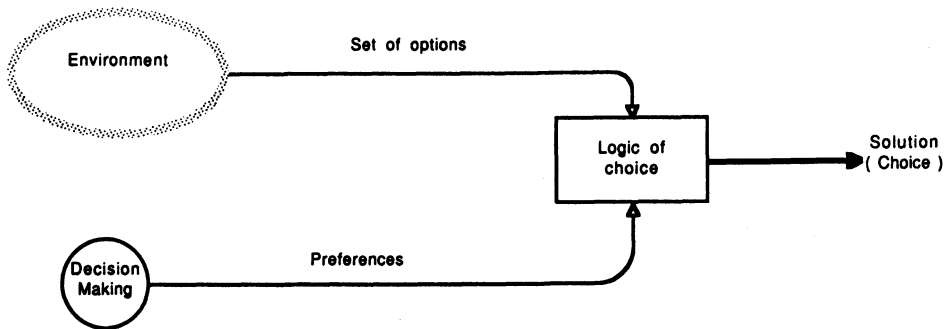 Environment
Set of options
Logic of
choice
Solution
( Choice )
Preferences
Decision
Making